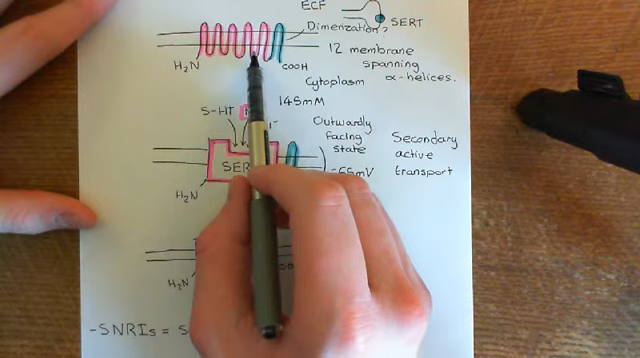 ECF
SERT
Dimerization?
12 membrane
spanning
α-helices.
H₂N
COOH
Cytoplasm
145mM
5-HT
Outwardly
facing
state
Secondary
active
transport
-65mV
H₂N
H₂N
-SNRIs =